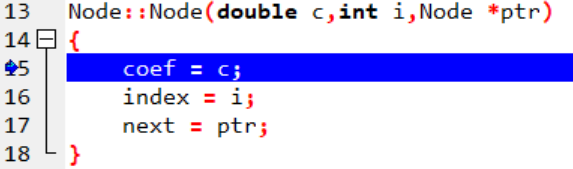 13 Node::Node(double c,int i,Node *ptr)
14 {
15 coef = c;
16 index = i;
17 next = ptr;
18 }